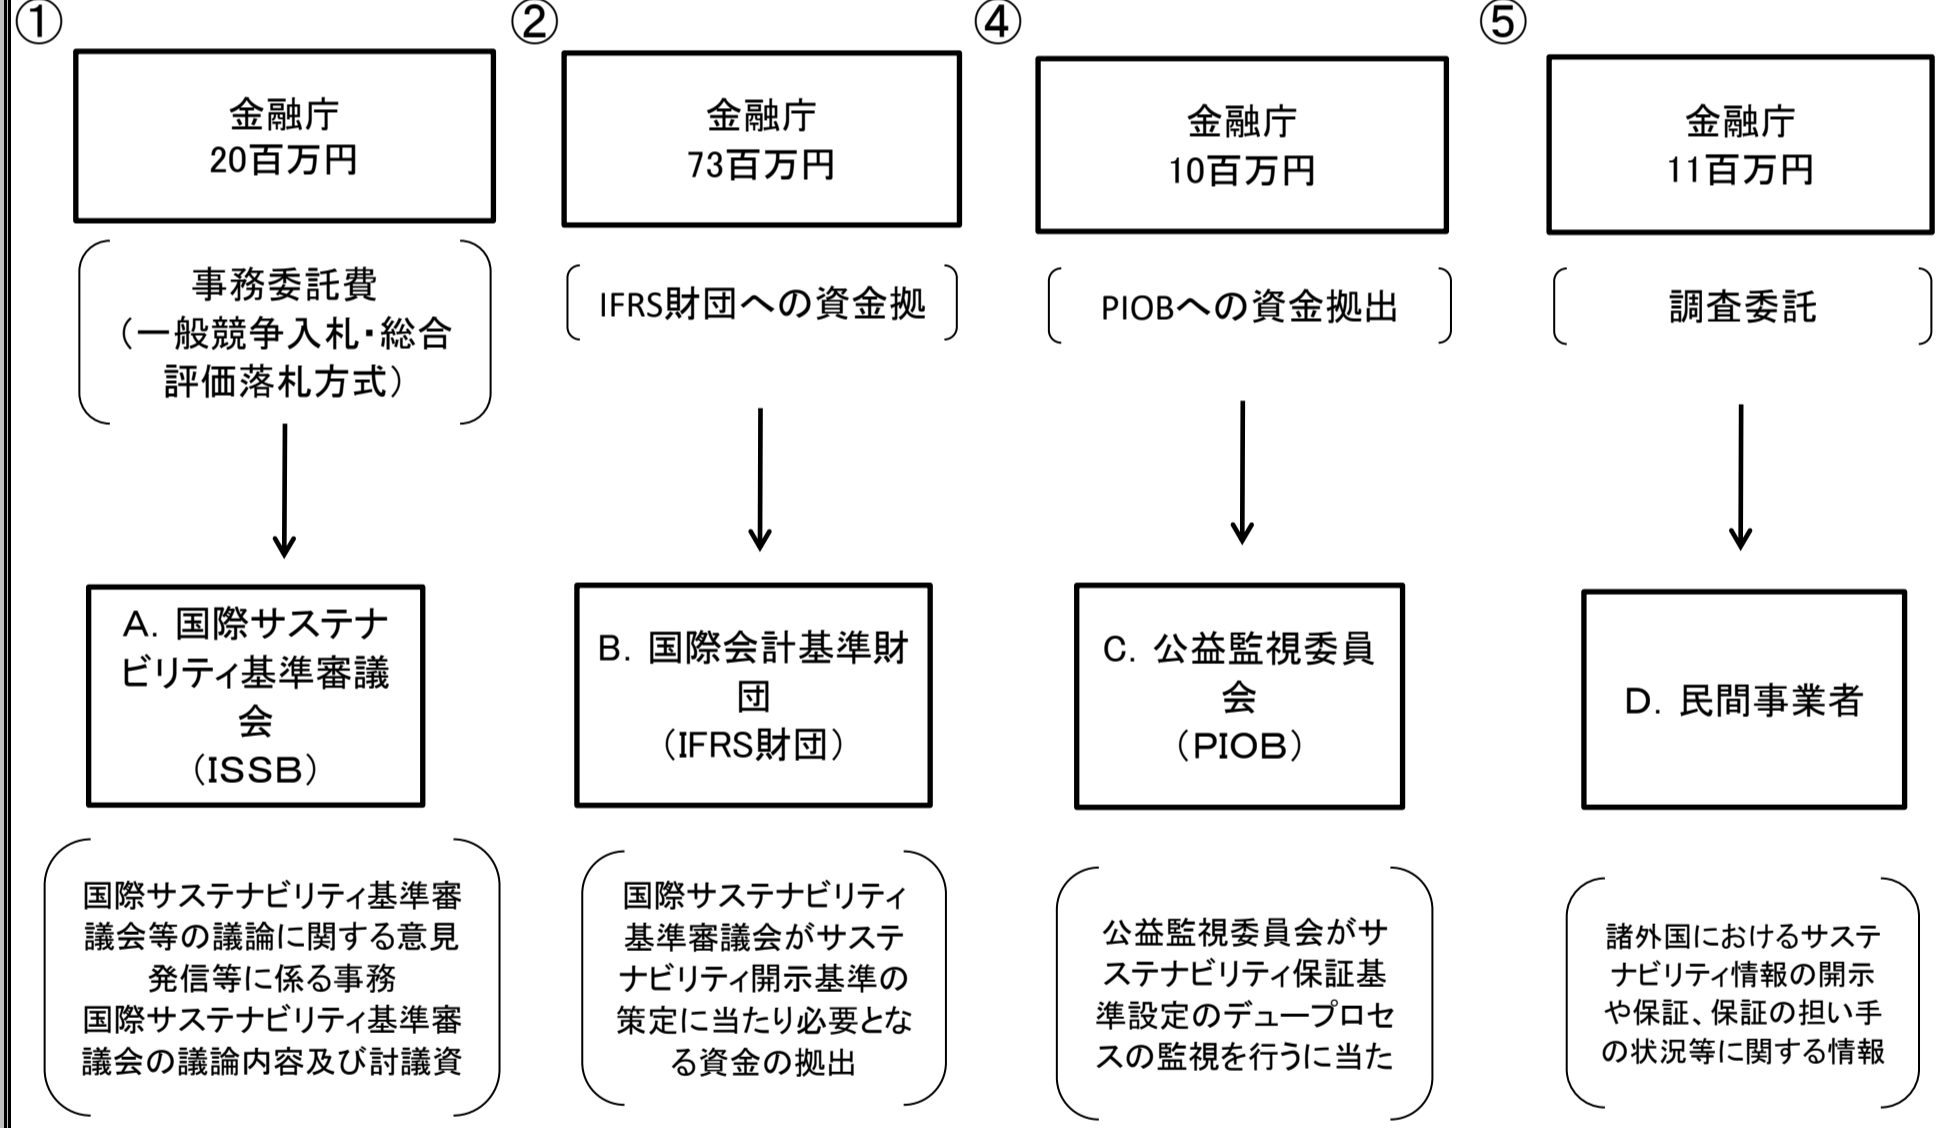 ①
金融庁
20百万円
事務委託費
（一般競争入札・総合
評価落札方式）
A. 国際サステナ
ビリティ基準審議
会
（ISSB）
国際サステナビリティ基準審
議会等の議論に関する意見
発信等に係る事務
国際サステナビリティ基準審
議会の議論内容及び討議資
②
金融庁
73百万円
IFRS財団への資金拠
B. 国際会計基準財
団
（IFRS財団）
国際サステナビリティ
基準審議会がサステ
ナビリティ開示基準の
策定に当たり必要とな
る資金の拠出
④
金融庁
10百万円
PIOBへの資金拠出
C. 公益監視委員
会
（PIOB）
公益監視委員会がサ
ステナビリティ保証基
準設定のデュープロセ
スの監視を行うに当た
⑤
金融庁
11百万円
調査委託
D. 民間事業者
諸外国におけるサステ
ナビリティ情報の開示
や保証、保証の担い手
の状況等に関する情報